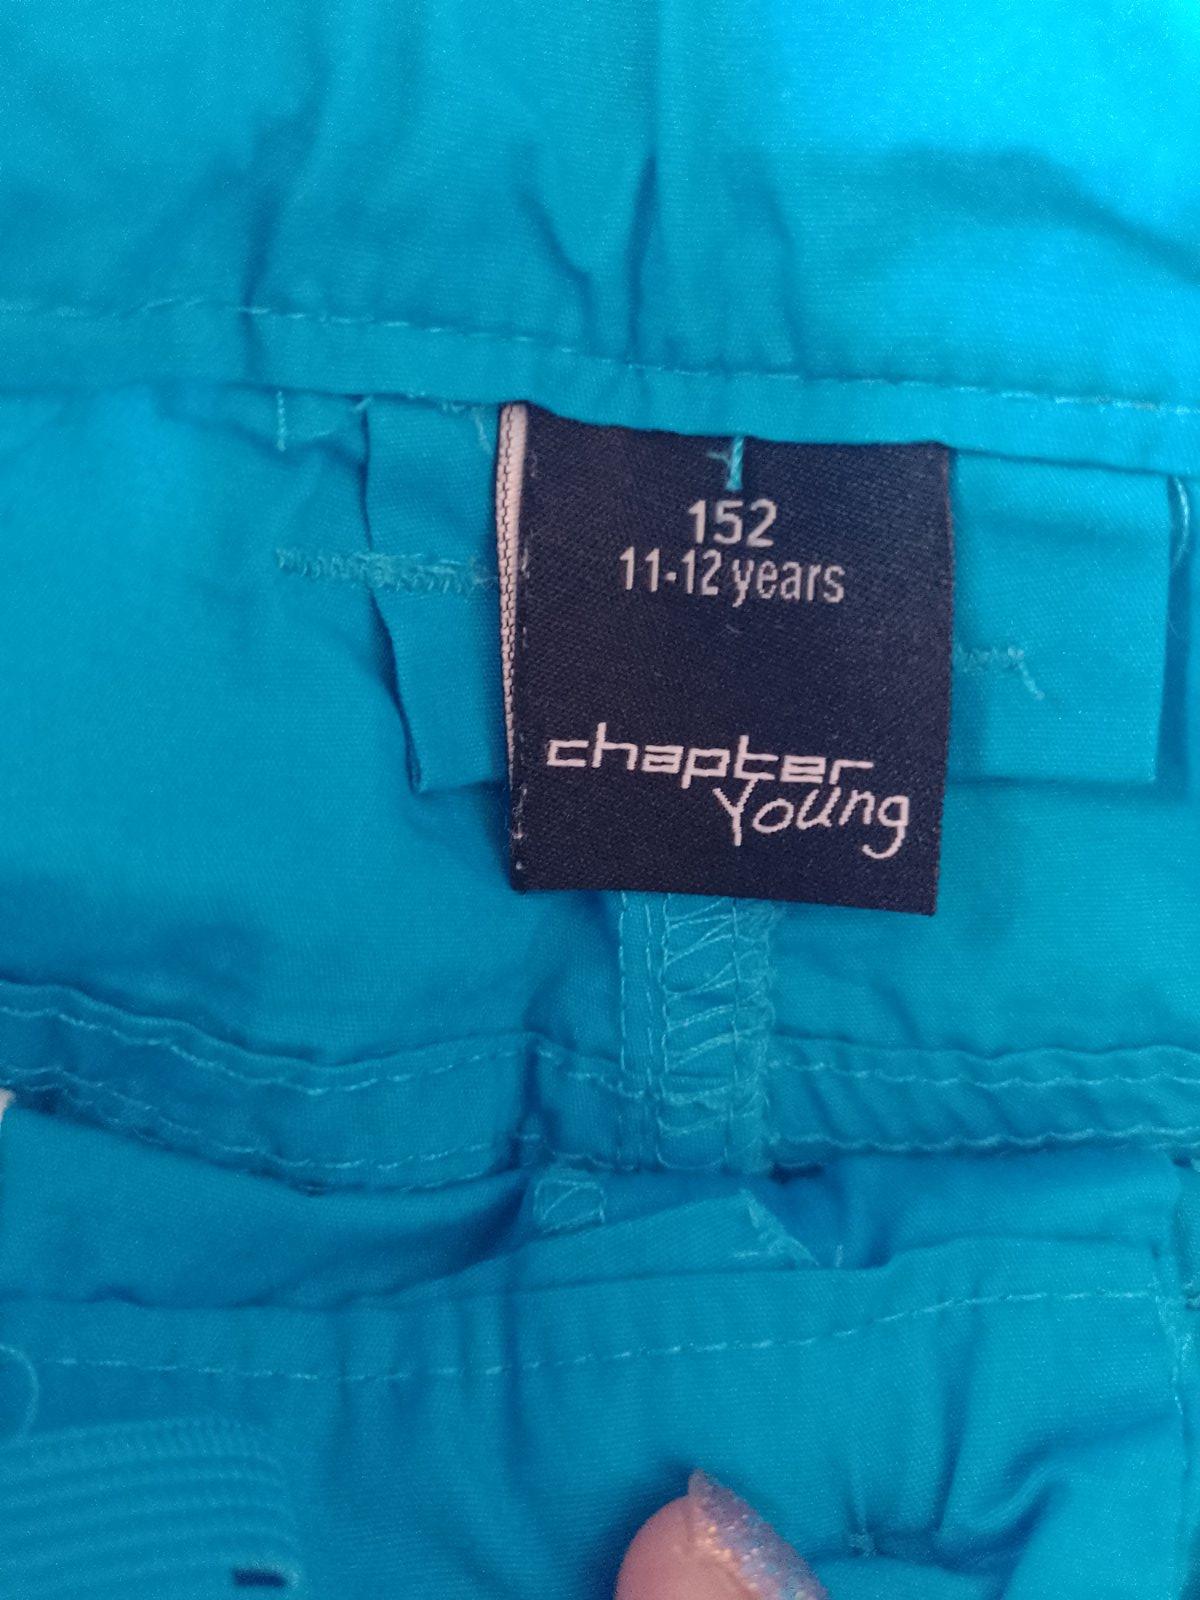 152
11-12 years
chapter
Young